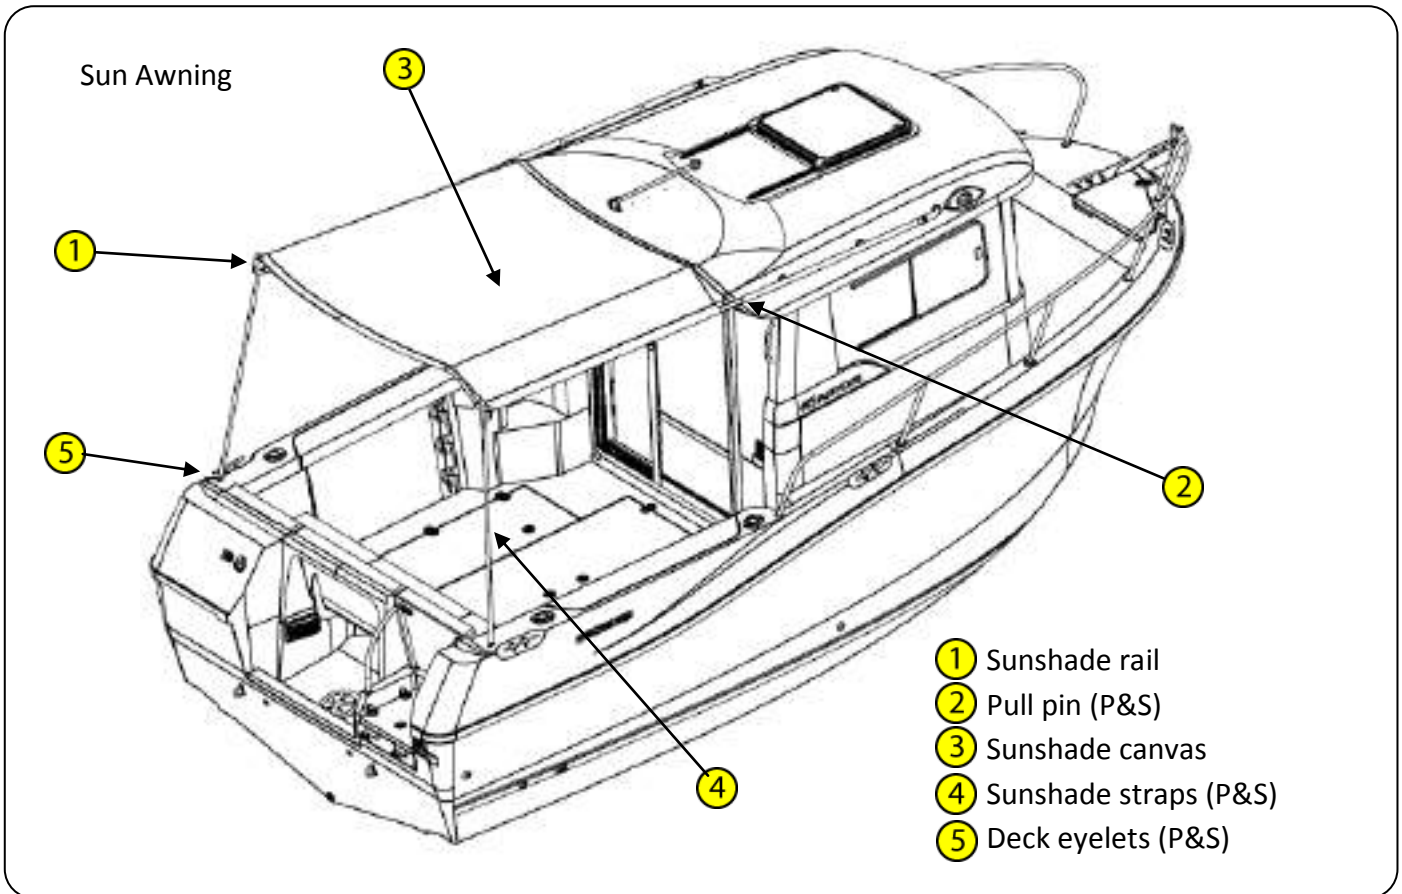 Sun Awning
3
1
5
2
4
1 Sunshade rail
2 Pull pin (P&S)
3 Sunshade canvas
4 Sunshade straps (P&S)
5 Deck eyelets (P&S)